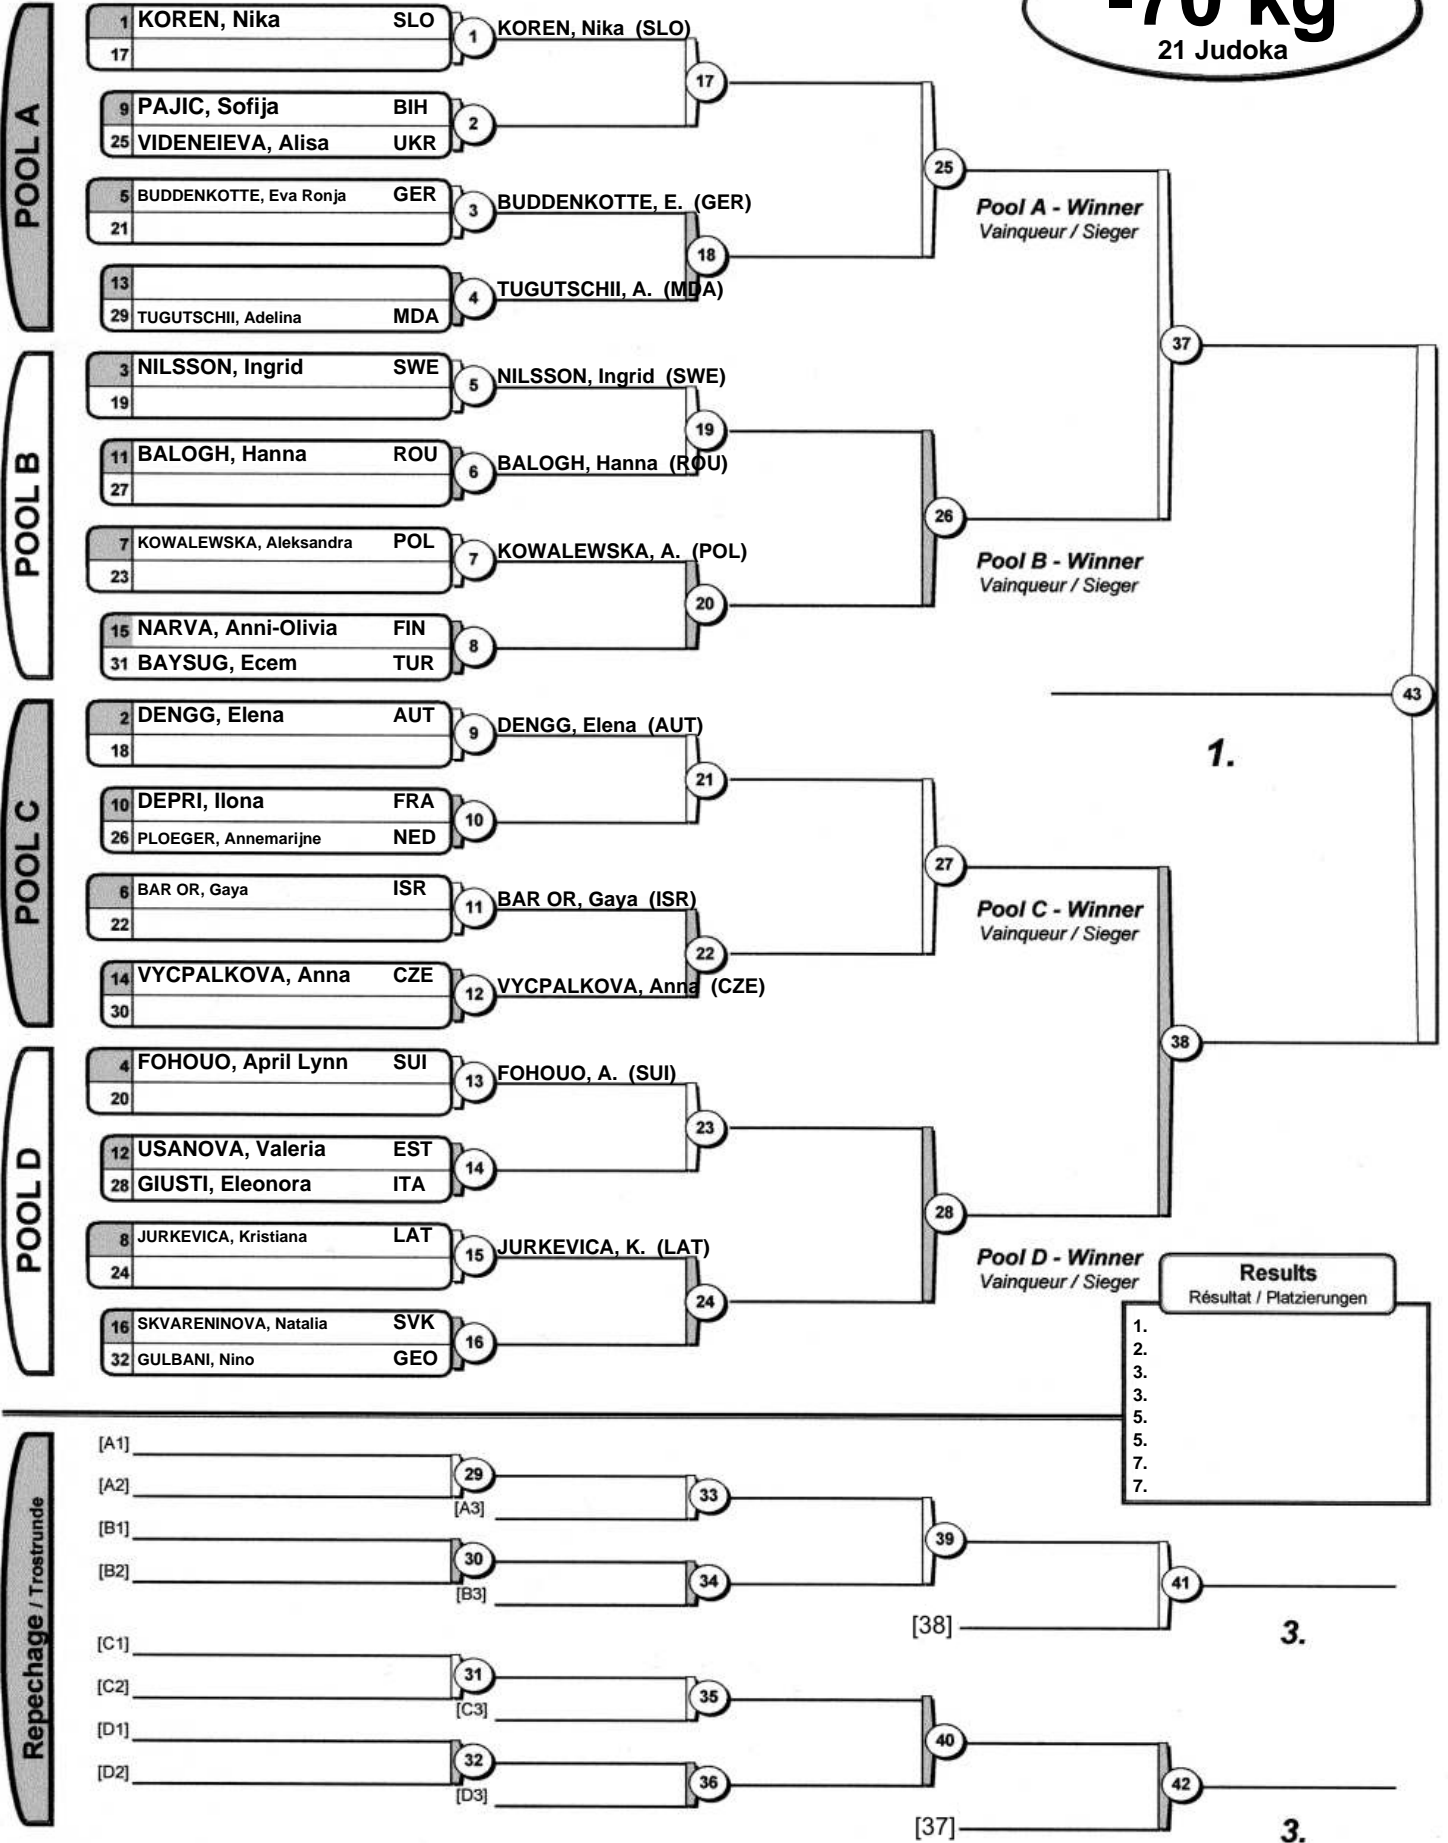 -70 kg
21 Judoka
POOL A
1 KOREN, Nika SLO
17
1 KOREN, Nika (SLO)
17
9 PAJIC, Sofija BIH
25 VIDENEIEVA, Alisa UKR
2
25
5 BUDDENKOTTE, Eva Ronja GER
21
3 BUDDENKOTTE, E. (GER)
Pool A - Winner
Vainqueur / Sieger
18
13
29 TUGUTSCHII, Adelina MDA
4 TUGUTSCHII, A. (MDA)
37
POOL B
3 NILSSON, Ingrid SWE
19
5 NILSSON, Ingrid (SWE)
19
11 BALOGH, Hanna ROU
27
6 BALOGH, Hanna (ROU)
26
7 KOWALEWSKA, Aleksandra POL
23
7 KOWALEWSKA, A. (POL)
Pool B - Winner
Vainqueur / Sieger
20
15 NARVA, Anni-Olivia FIN
31 BAYSUG, Ecem TUR
8
43
1.
POOL C
2 DENGG, Elena AUT
18
9 DENGG, Elena (AUT)
21
10 DEPRI, Ilona FRA
26 PLOEGER, Annemarijne NED
10
27
6 BAR OR, Gaya ISR
22
11 BAR OR, Gaya (ISR)
Pool C - Winner
Vainqueur / Sieger
22
14 VYCPALKOVA, Anna CZE
30
12 VYCPALKOVA, Anna (CZE)
38
POOL D
4 FOHOUO, April Lynn SUI
20
13 FOHOUO, A. (SUI)
23
12 USANOVA, Valeria EST
28 GIUSTI, Eleonora ITA
14
28
8 JURKEVICA, Kristiana LAT
24
15 JURKEVICA, K. (LAT)
Pool D - Winner
Vainqueur / Sieger
24
16 SKVARENINOVA, Natalia SVK
32 GULBANI, Nino GEO
16
Results
Résultat / Platzierungen
1.
2.
3.
3.
5.
5.
7.
7.
Repechage / Trostrunde
[A1]
29
[A2]
[A3]
33
[B1]
30
[B2]
[B3]
34
39
41
[38]
3.
[C1]
31
[C2]
[C3]
35
[D1]
32
[D2]
[D3]
36
40
42
[37]
3.